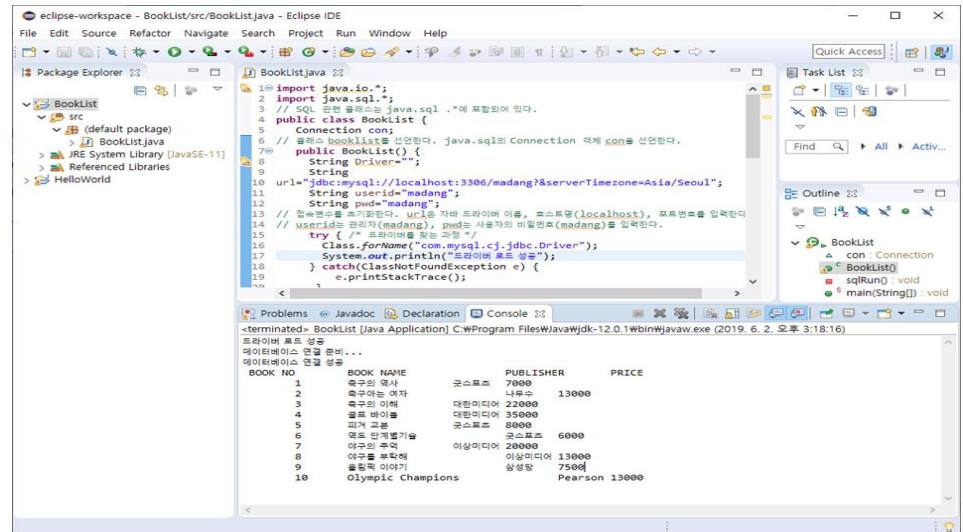 eclipse-workspace - BookList/src/BookList.java - Eclipse IDE
File Edit Source Refactor Navigate Search Project Run Window Help
Quick Access
Package Explorer
BookList
src
(default package)
BookList.java
JRE System Library [JavaSE-11]
Referenced Libraries
HelloWorld
BookList.java
1 import java.io.*;
2 import java.sql.*;
3 // SQL 관련 클래스는 java.sql .*에 포함되어 있다.
4 public class BookList {
5 Connection con;
6 // 클래스 booklist를 선언한다. java.sql의 Connection 객체 con을 선언한다.
7 public BookList() {
8 String Driver="";
9 String
10 url="jdbc:mysql://localhost:3306/madang?&serverTimezone=Asia/Seoul";
11 String userid="madang";
12 String pwd="madang";
13 // 접속변수를 초기화한다. url은 자바 드라이버 이름, 호스트명(localhost), 포트번호를 입력한다
14 // userid는 관리자(madang), pwd는 사용자의 비밀번호(madang)를 입력한다.
15 try { /* 드라이버를 찾는 과정 */
16 Class.forName("com.mysql.cj.jdbc.Driver");
17 System.out.println("드라이버 로드 성공");
18 } catch(ClassNotFoundException e) {
19 e.printStackTrace();
20 }
Task List
Find All Activ...
Outline
BookList
con : Connection
BookList()
sqlRun() : void
main(String[]) : void
Problems Javadoc Declaration Console
<terminated> BookList [Java Application] C:₩Program Files₩Java₩jdk-12.0.1₩bin₩javaw.exe (2019. 6. 2. 오후 3:18:16)
드라이버 로드 성공
데이터베이스 연결 준비...
데이터베이스 연결 성공
BOOK NO BOOK NAME PUBLISHER PRICE
1 축구의 역사 굿스포츠 7000
2 축구아는 여자 나무수 13000
3 축구의 이해 대한미디어 22000
4 골프 바이블 대한미디어 35000
5 피겨 교본 굿스포츠 8000
6 역도 단계별기술 굿스포츠 6000
7 야구의 추억 이상미디어 20000
8 야구를 부탁해 이상미디어 13000
9 올림픽 이야기 삼성당 7500
10 Olympic Champions Pearson 13000